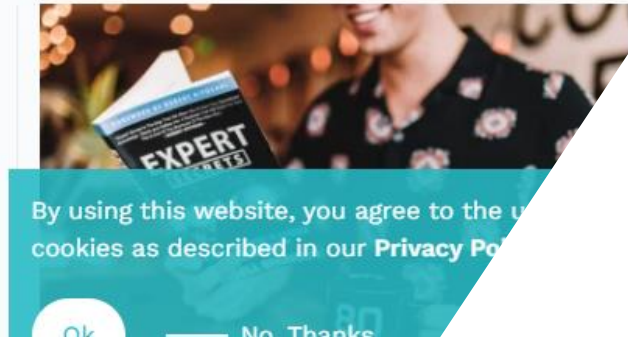 EXPERT
SECRETS
By using this website, you agree to the
cookies as described in our Privacy
Ok
No, Thanks